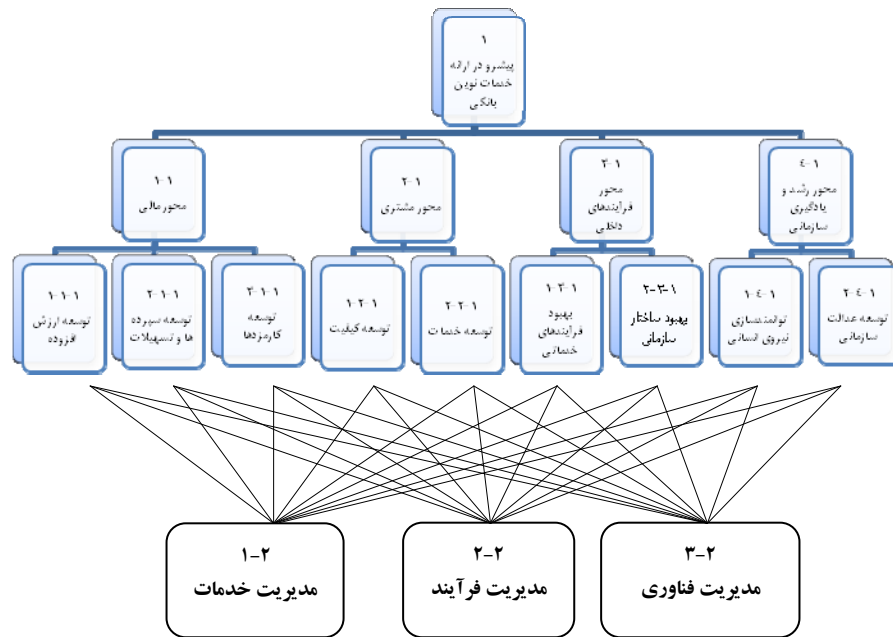 ۱
پیشرو در ارائه
خدمات نوین
بانکی
۱-۱
محور مالی
۲-۱
محور مشتری
۳-۱
محور
فرآیندهای
داخلی
۴-۱
محور رشد و
یادگیری
سازمانی
۱-۱-۱
توسعه ارزش
افزوده
۲-۱-۱
توسعه سپرده
ها و تسهیلات
۳-۱-۱
توسعه
کارمزدها
۱-۲-۱
توسعه کیفیت
۲-۲-۱
توسعه خدمات
۱-۳-۱
بهبود
فرآیندهای
خدماتی
۲-۳-۱
بهبود ساختار
سازمانی
۱-۴-۱
توانمندسازی
نیروی انسانی
۲-۴-۱
توسعه عدالت
سازمانی
۱-۲
مدیریت خدمات
۲-۲
مدیریت فرآیند
۳-۲
مدیریت فناوری